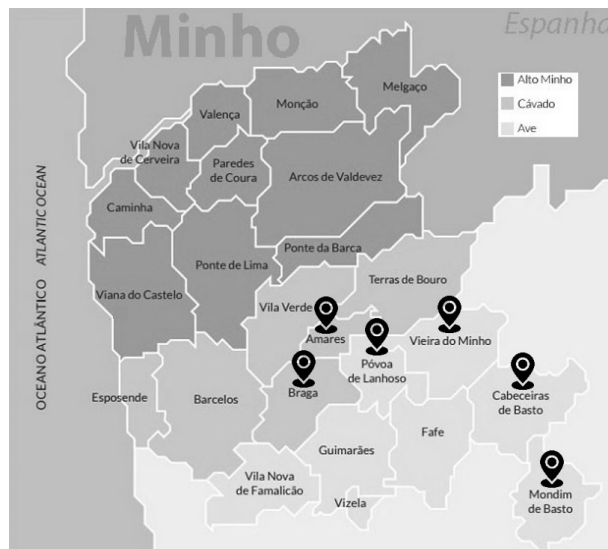 Minho
Espanha
Alto Minho
Cávado
Ave
Melgaço
Monção
Valença
Vila Nova
de Cerveira
Paredes
de Coura
Arcos de Valdevez
Caminha
Ponte da Barca
Ponte de Lima
Viana do Castelo
Terras de Bouro
Vila Verde
Amares
Vieira do Minho
Póvoa
de Lanhoso
Esposende
Barcelos
Braga
Cabeceiras
de Basto
Guimarães
Fafe
Vila Nova
de Famalicão
Vizela
Mondim
de Basto
OCEANO ATLÂNTICO ATLANTIC OCEAN